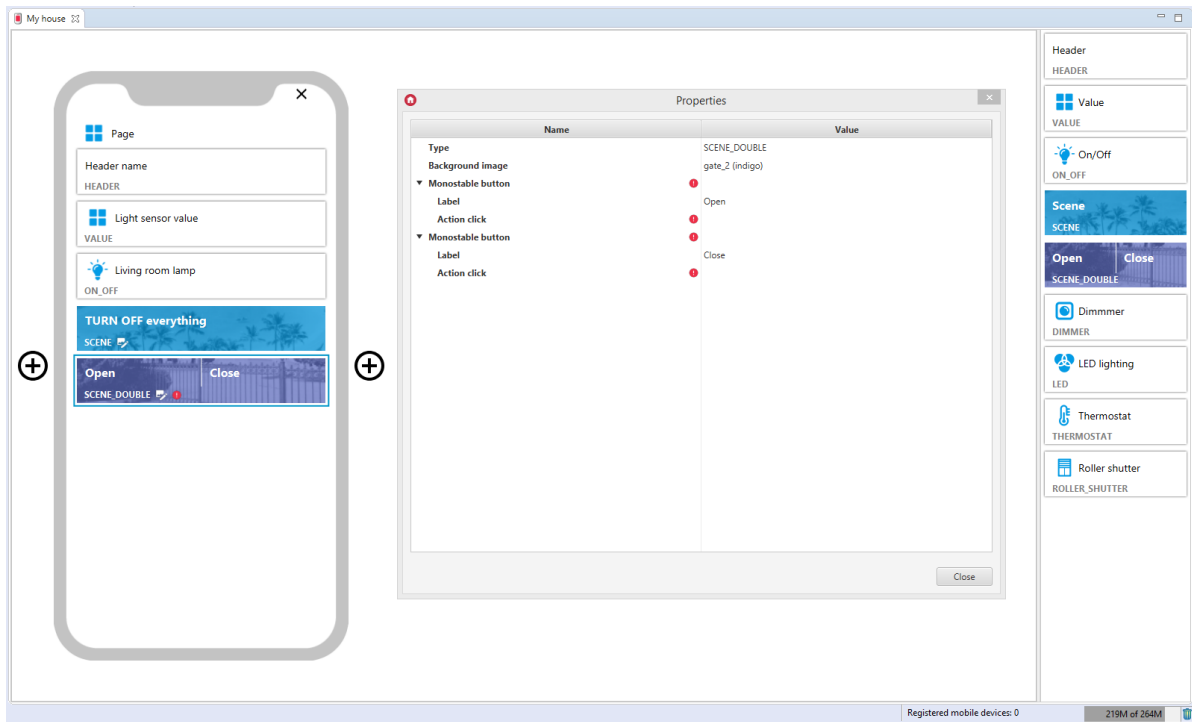 My house
Page
Header name
HEADER
Light sensor value
VALUE
Living room lamp
ON_OFF
TURN OFF everything
SCENE
Open Close
SCENE_DOUBLE
Properties
Name Value
Type SCENE_DOUBLE
Background image gate_2 (indigo)
Monostable button
Label Open
Action click
Monostable button
Label Close
Action click
Close
Header
HEADER
Value
VALUE
On/Off
ON_OFF
Scene
SCENE
Open Close
SCENE_DOUBLE
Dimmmer
DIMMER
LED lighting
LED
Thermostat
THERMOSTAT
Roller shutter
ROLLER_SHUTTER
Registered mobile devices: 0
219M of 264M